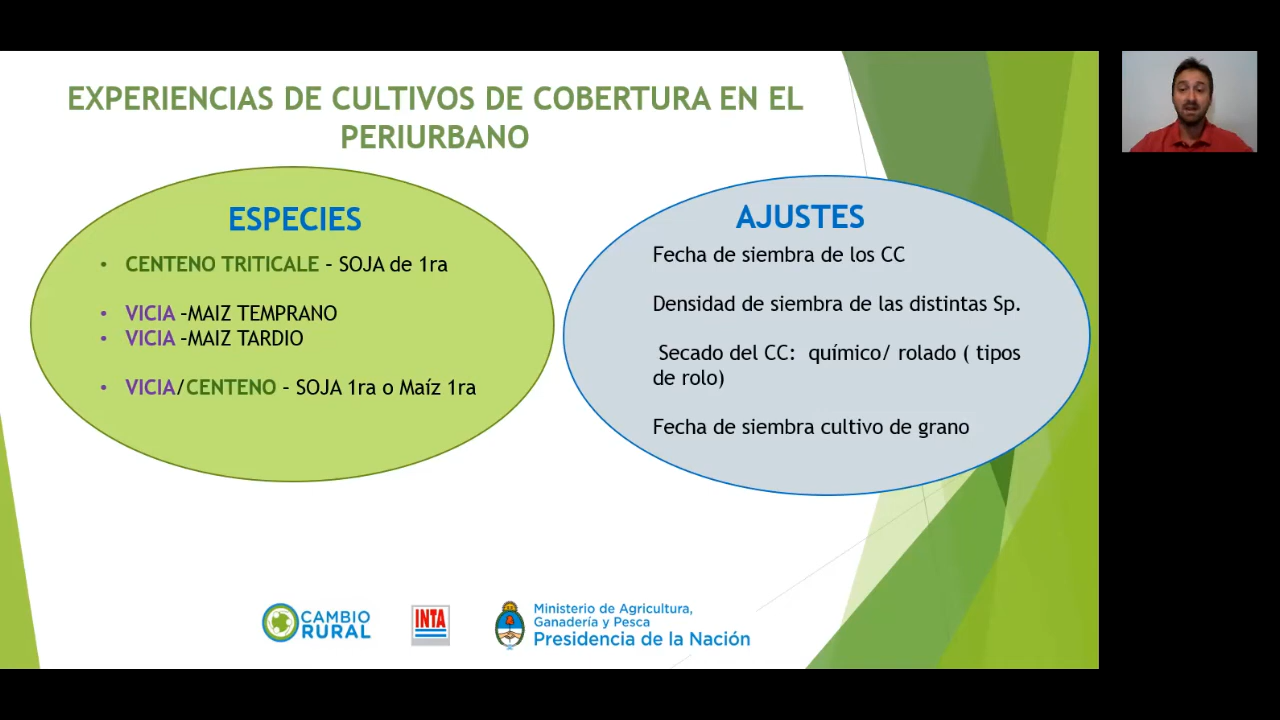 EXPERIENCIAS DE CULTIVOS DE COBERTURA EN EL
PERIURBANO
ESPECIES
• CENTENO TRITICALE – SOJA de 1ra
• VICIA –MAIZ TEMPRANO
• VICIA –MAIZ TARDIO
• VICIA/CENTENO – SOJA 1ra o Maíz 1ra
AJUSTES
Fecha de siembra de los CC
Densidad de siembra de las distintas Sp.
Secado del CC: químico/ rolado ( tipos
de rolo)
Fecha de siembra cultivo de grano
CAMBIO
RURAL
INTA
Ministerio de Agricultura,
Ganadería y Pesca
Presidencia de la Nación